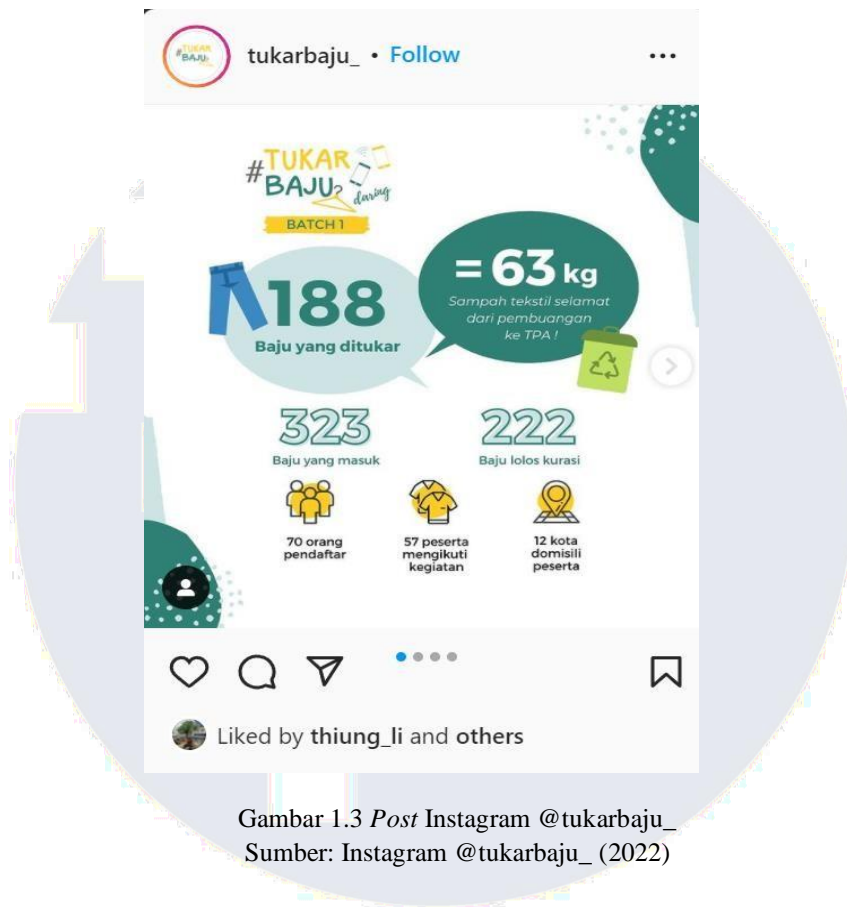 #TUKAR BAJU?
tukarbaju_ • Follow
#TUKAR
BAJU?
daring
BATCH 1
188
Baju yang ditukar
= 63 kg
Sampah tekstil selamat
dari pembuangan
ke TPA !
323
Baju yang masuk
222
Baju lolos kurasi
70 orang
pendaftar
57 peserta
mengikuti
kegiatan
12 kota
domisili
peserta
Liked by thiung_li and others
Gambar 1.3 Post Instagram @tukarbaju_
Sumber: Instagram @tukarbaju_ (2022)